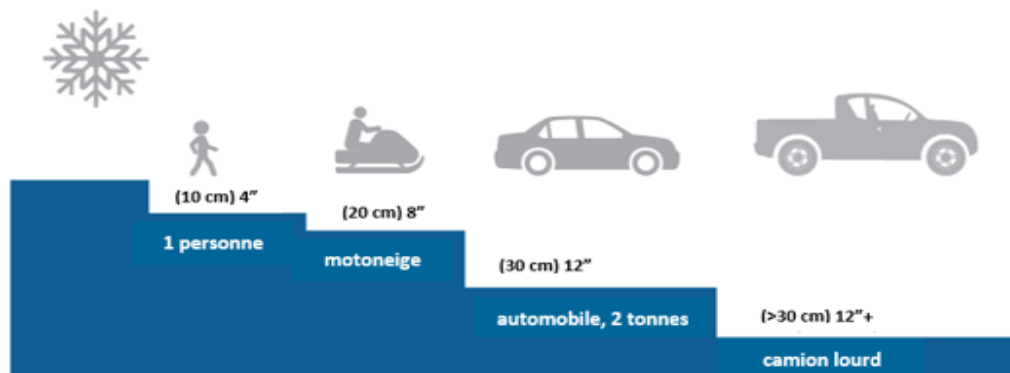 (10 cm) 4”
1 personne
(20 cm) 8”
motoneige
(30 cm) 12”
automobile, 2 tonnes
(>30 cm) 12”+
camion lourd